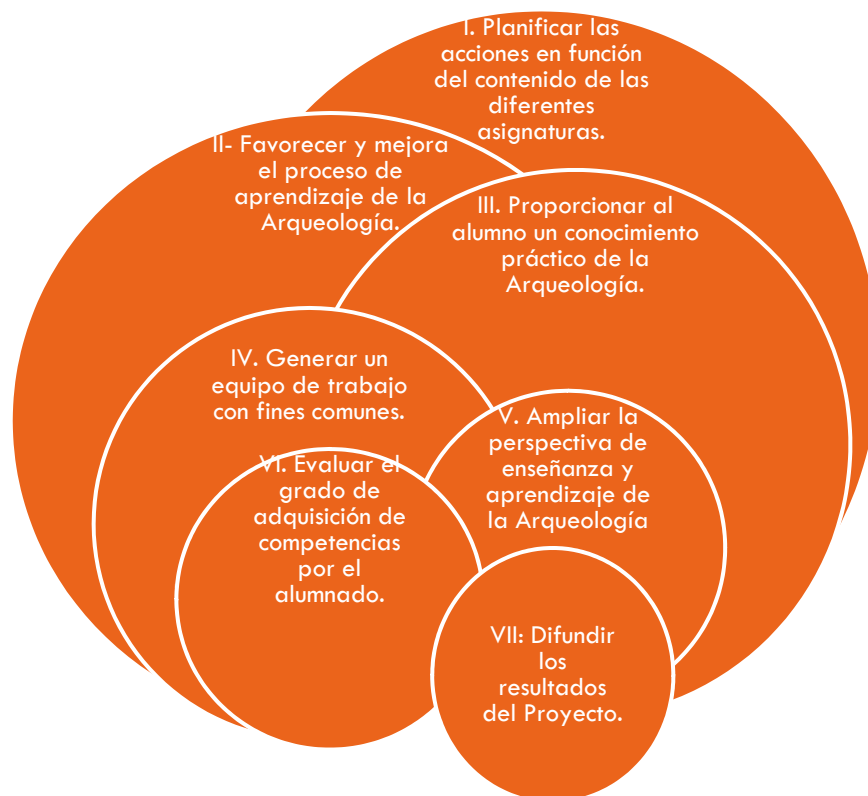 I. Planificar las
acciones en función
del contenido de las
diferentes
asignaturas.
II- Favorecer y mejora
el proceso de
aprendizaje de la
Arqueología.
III. Proporcionar al
alumno un conocimiento
práctico de la
Arqueología.
IV. Generar un
equipo de trabajo
con fines comunes.
V. Ampliar la
perspectiva de
enseñanza y
aprendizaje de
la Arqueología
VI. Evaluar el
grado de
adquisición de
competencias
por el
alumnado.
VII: Difundir
los
resultados
del Proyecto.